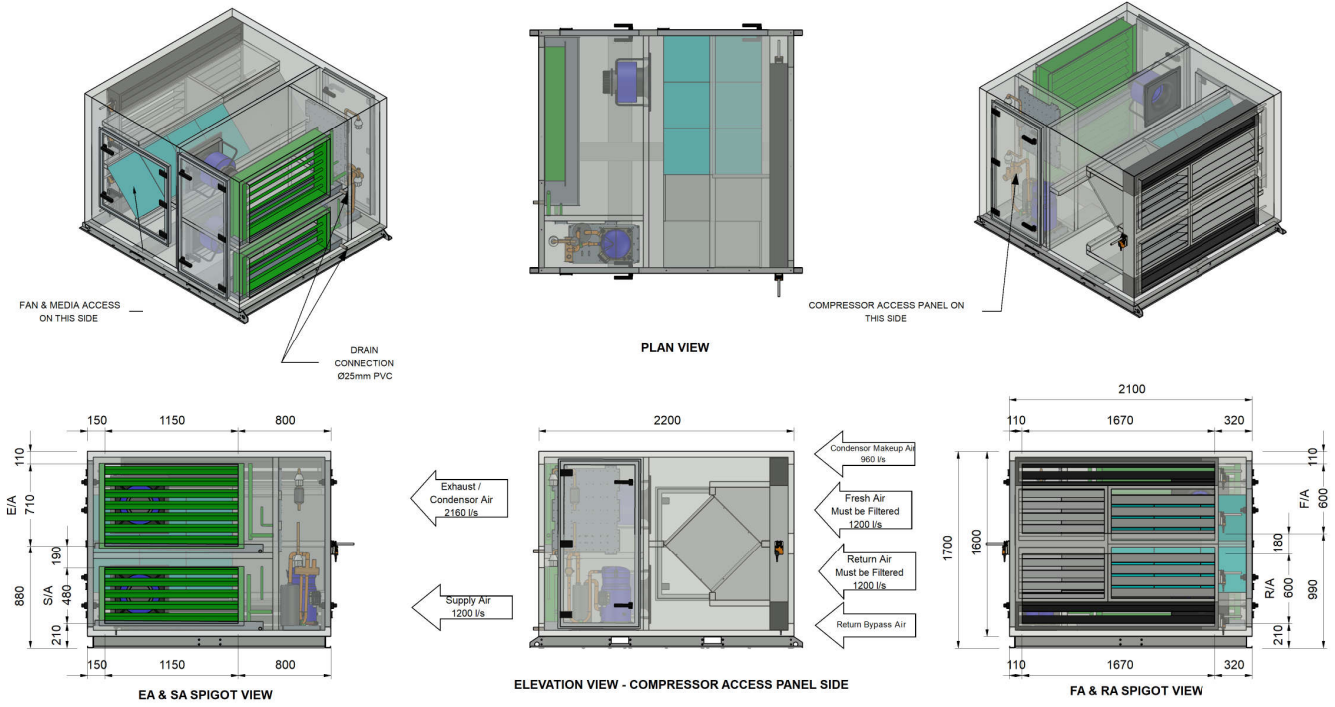 FAN & MEDIA ACCESS
ON THIS SIDE
DRAIN
CONNECTION
Ø25mm PVC
PLAN VIEW
COMPRESSOR ACCESS PANEL ON
THIS SIDE
150 1150 800
110
E/A
710
190
880
S/A
480
210
150 1150 800
EA & SA SPIGOT VIEW
Exhaust /
Condensor Air
2160 l/s
Supply Air
1200 l/s
2200
Condensor Makeup Air
960 l/s
Fresh Air
Must be Filtered
1200 l/s
Return Air
Must be Filtered
1200 l/s
Return Bypass Air
ELEVATION VIEW - COMPRESSOR ACCESS PANEL SIDE
2100
110 1670 320
1700
1600
110
F/A
600
180
R/A
600
990
210
110 1670 320
FA & RA SPIGOT VIEW